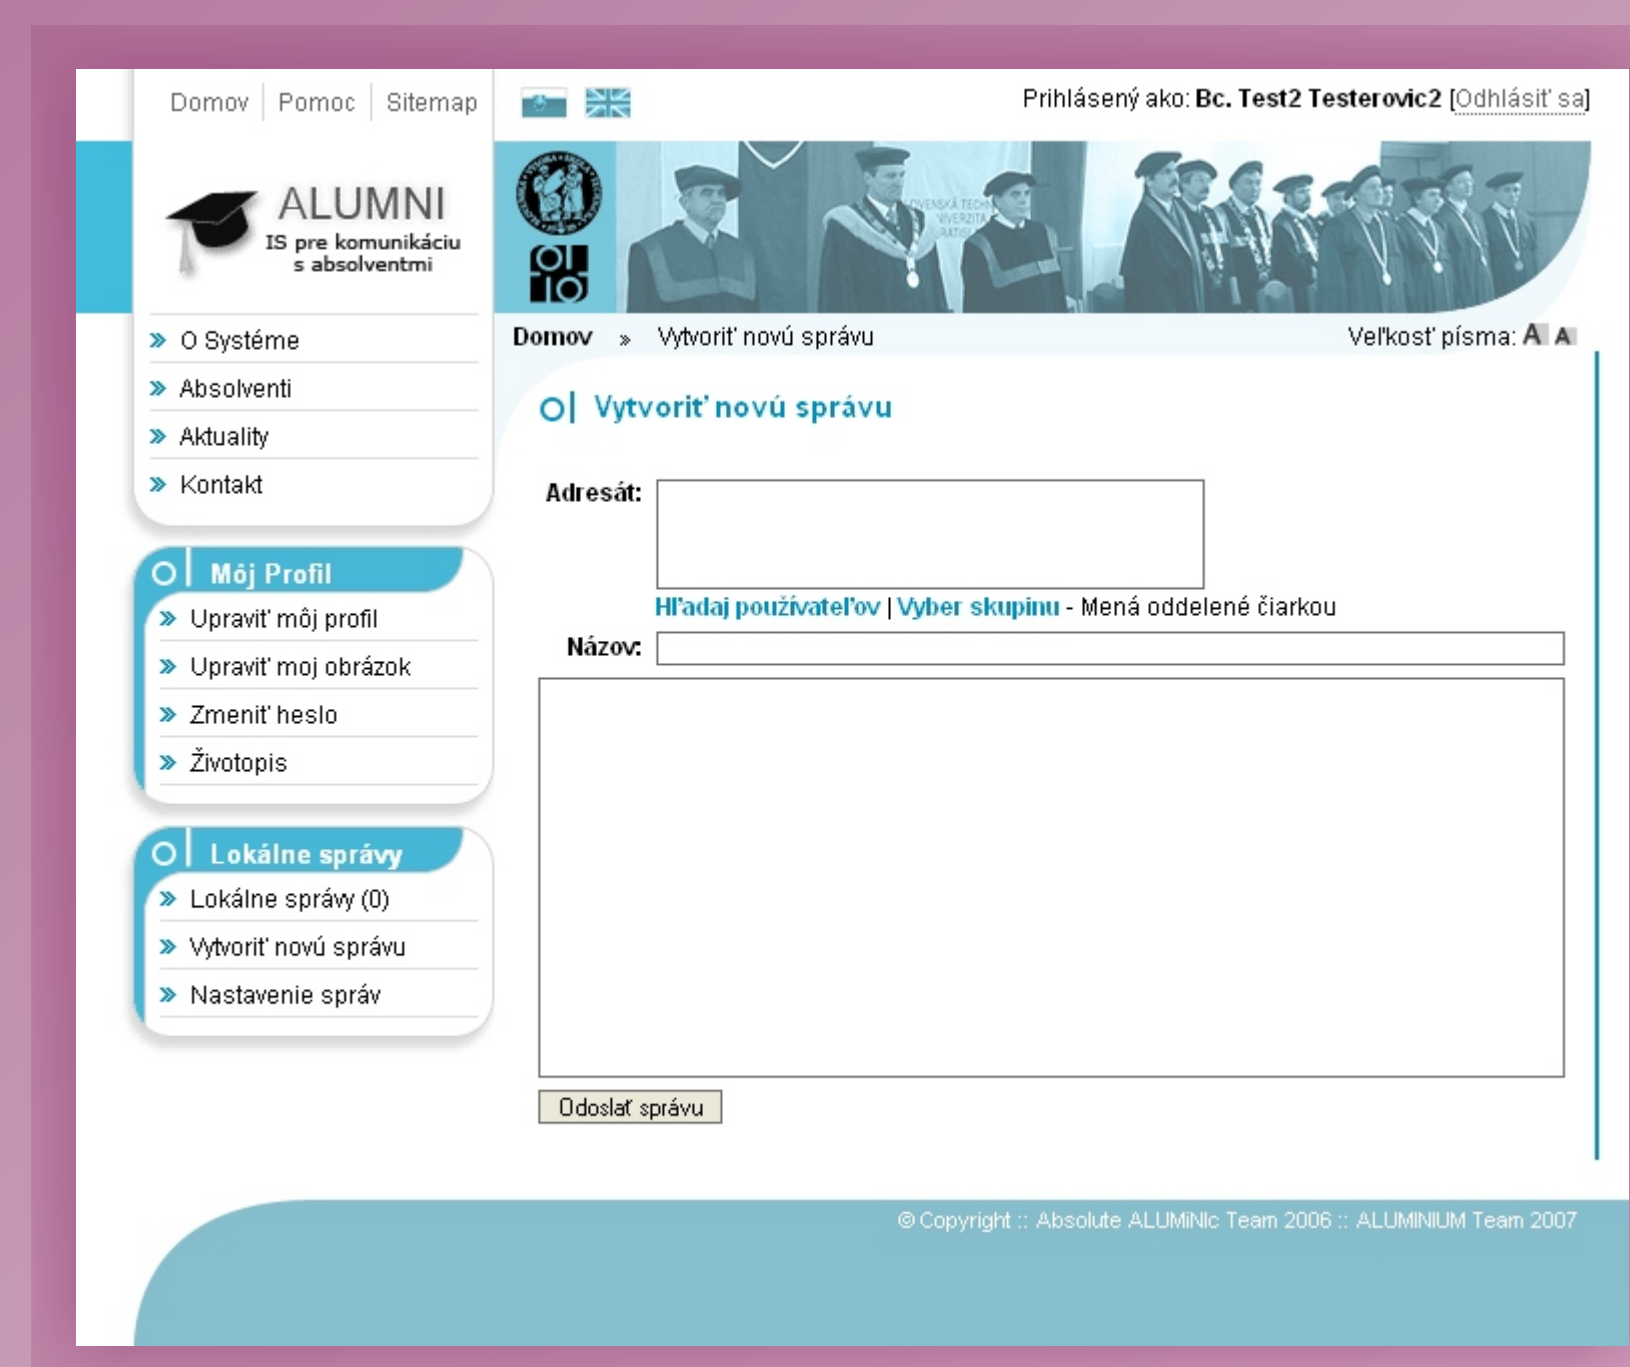 Domov
Pomoc
Sitemap
Prihlásený ako: Bc. Test2 Testerovic2 [Odhlásiť sa]
ALUMNI
IS pre komunikáciu
s absolventmi
O Systéme
Absolventi
Aktuality
Kontakt
Domov » Vytvoriť novú správu
Veľkosť písma: A A
Vytvoriť novú správu
Môj Profil
Upraviť môj profil
Upraviť moj obrázok
Zmeniť heslo
Životopis
Lokálne správy
Lokálne správy (0)
Vytvoriť novú správu
Nastavenie správ
Adresát:
Hľadaj používateľov | Vyber skupinu - Mená oddelené čiarkou
Názov:
Odoslať správu
© Copyright :: Absolute ALUMiNIc Team 2006 :: ALUMINIUM Team 2007